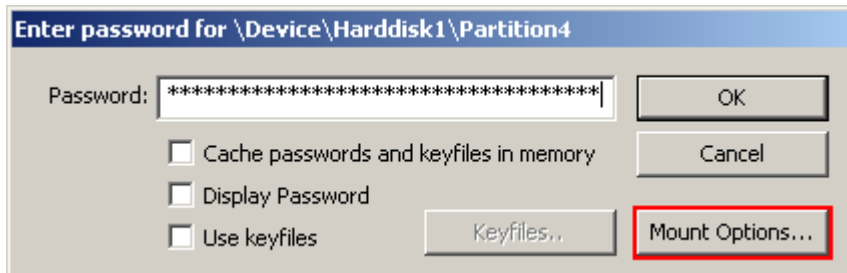 Enter password for \Device\Harddisk1\Partition4
Password: ************************************ OK
Cache passwords and keyfiles in memory Cancel
Display Password
Use keyfiles Keyfiles.. Mount Options...